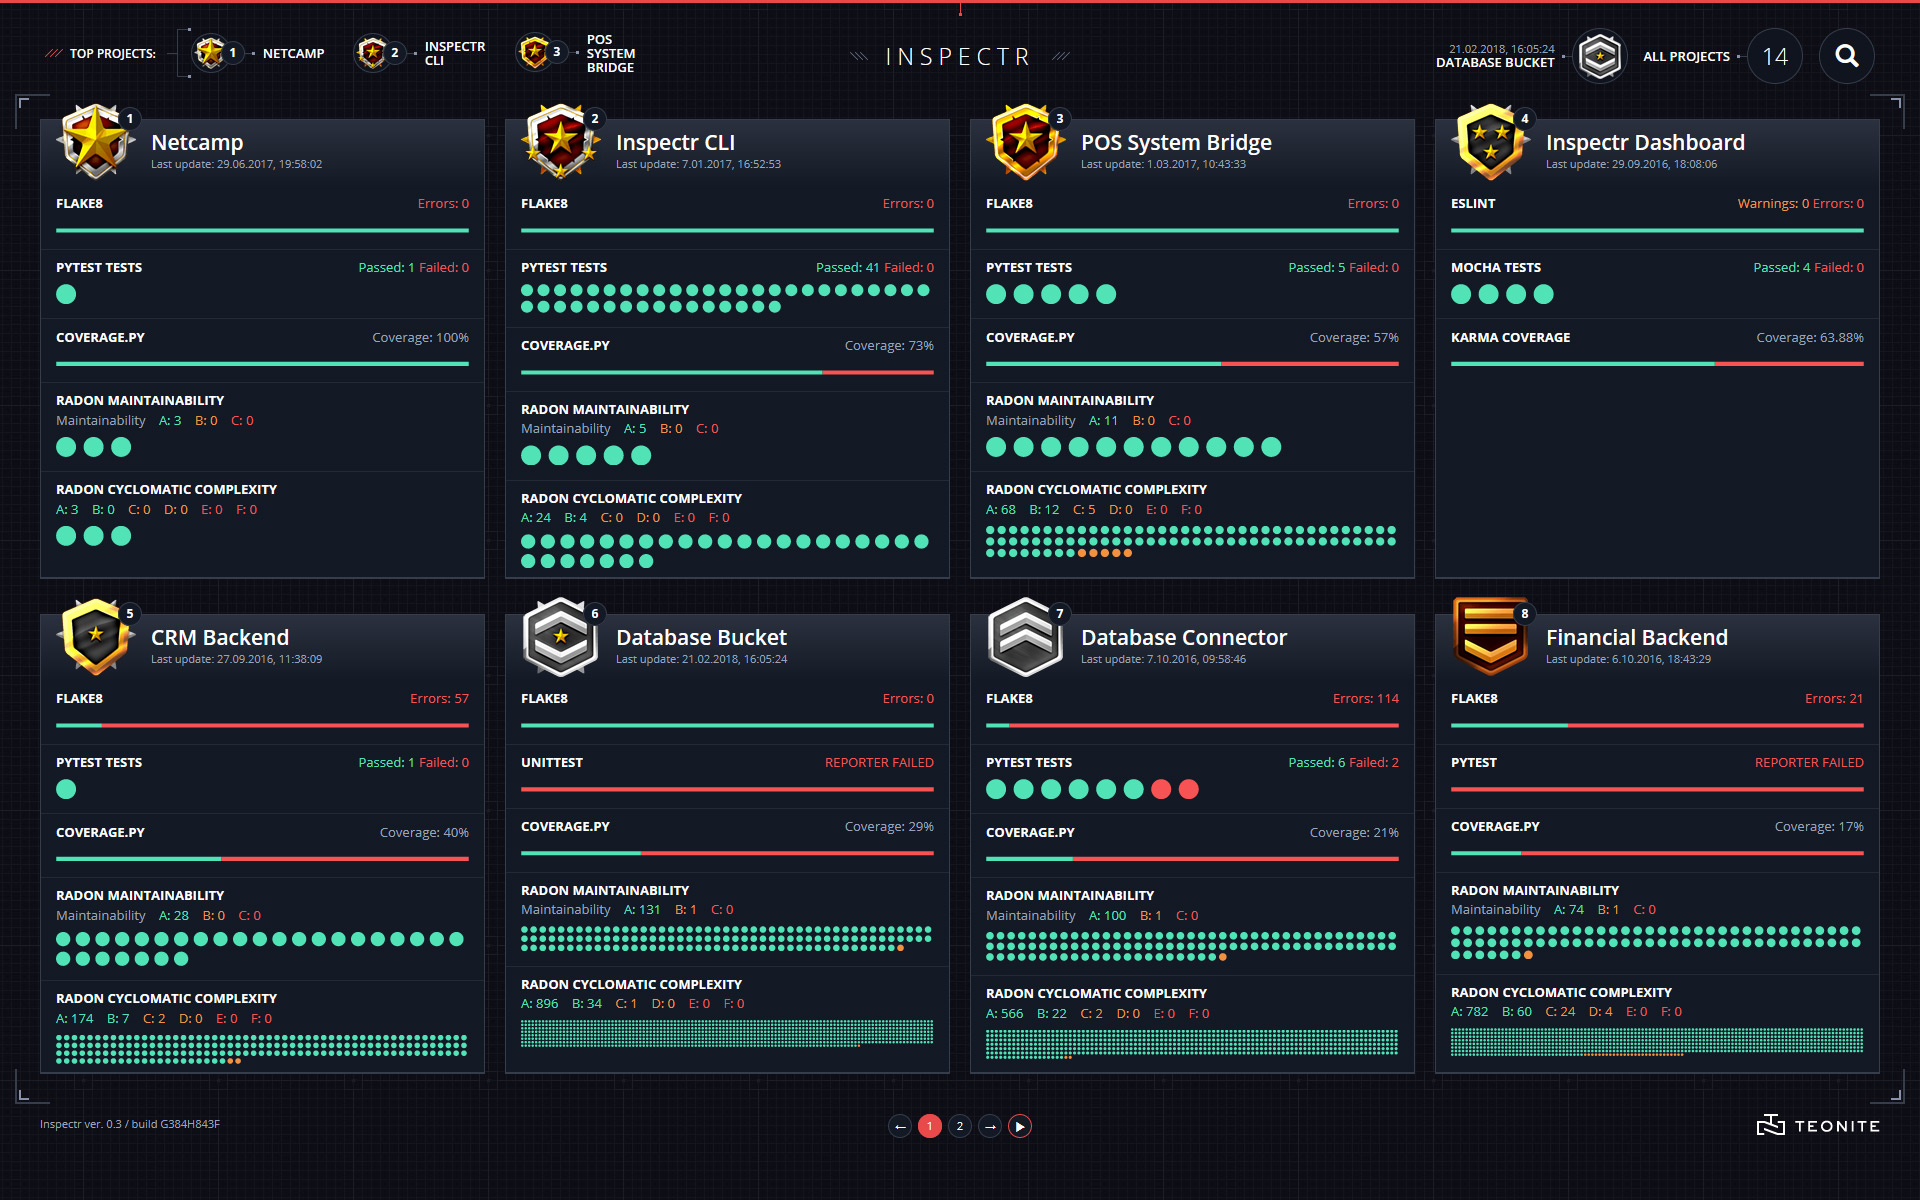 TOP PROJECTS:
1 NETCAMP
2 INSPECTR
CLI
3 POS
SYSTEM
BRIDGE
INSPECTR
21.02.2018, 16:05:24
DATABASE BUCKET
ALL PROJECTS 14
1
Netcamp
Last update: 29.06.2017, 19:58:02
FLAKE8 Errors: 0
PYTEST TESTS Passed: 1 Failed: 0
COVERAGE.PY Coverage: 100%
RADON MAINTAINABILITY
Maintainability A: 3 B: 0 C: 0
RADON CYCLOMATIC COMPLEXITY
A: 3 B: 0 C: 0 D: 0 E: 0 F: 0
2
Inspectr CLI
Last update: 7.01.2017, 16:52:53
FLAKE8 Errors: 0
PYTEST TESTS Passed: 41 Failed: 0
COVERAGE.PY Coverage: 73%
RADON MAINTAINABILITY
Maintainability A: 5 B: 0 C: 0
RADON CYCLOMATIC COMPLEXITY
A: 24 B: 4 C: 0 D: 0 E: 0 F: 0
3
POS System Bridge
Last update: 1.03.2017, 10:43:33
FLAKE8 Errors: 0
PYTEST TESTS Passed: 5 Failed: 0
COVERAGE.PY Coverage: 57%
RADON MAINTAINABILITY
Maintainability A: 11 B: 0 C: 0
RADON CYCLOMATIC COMPLEXITY
A: 68 B: 12 C: 5 D: 0 E: 0 F: 0
4
Inspectr Dashboard
Last update: 29.09.2016, 18:08:06
ESLINT Warnings: 0 Errors: 0
MOCHA TESTS Passed: 4 Failed: 0
KARMA COVERAGE Coverage: 63.88%
5
CRM Backend
Last update: 27.09.2016, 11:38:09
FLAKE8 Errors: 57
PYTEST TESTS Passed: 1 Failed: 0
COVERAGE.PY Coverage: 40%
RADON MAINTAINABILITY
Maintainability A: 28 B: 0 C: 0
RADON CYCLOMATIC COMPLEXITY
A: 174 B: 7 C: 2 D: 0 E: 0 F: 0
6
Database Bucket
Last update: 21.02.2018, 16:05:24
FLAKE8 Errors: 0
UNITTEST REPORTER FAILED
COVERAGE.PY Coverage: 29%
RADON MAINTAINABILITY
Maintainability A: 131 B: 1 C: 0
RADON CYCLOMATIC COMPLEXITY
A: 896 B: 34 C: 1 D: 0 E: 0 F: 0
7
Database Connector
Last update: 7.10.2016, 09:58:46
FLAKE8 Errors: 114
PYTEST TESTS Passed: 6 Failed: 2
COVERAGE.PY Coverage: 21%
RADON MAINTAINABILITY
Maintainability A: 100 B: 1 C: 0
RADON CYCLOMATIC COMPLEXITY
A: 566 B: 22 C: 2 D: 0 E: 0 F: 0
8
Financial Backend
Last update: 6.10.2016, 18:43:29
FLAKE8 Errors: 21
PYTEST REPORTER FAILED
COVERAGE.PY Coverage: 17%
RADON MAINTAINABILITY
Maintainability A: 74 B: 1 C: 0
RADON CYCLOMATIC COMPLEXITY
A: 782 B: 60 C: 24 D: 4 E: 0 F: 0
Inspectr ver. 0.3 / build G384H843F
← 1 2 →
TEONITE